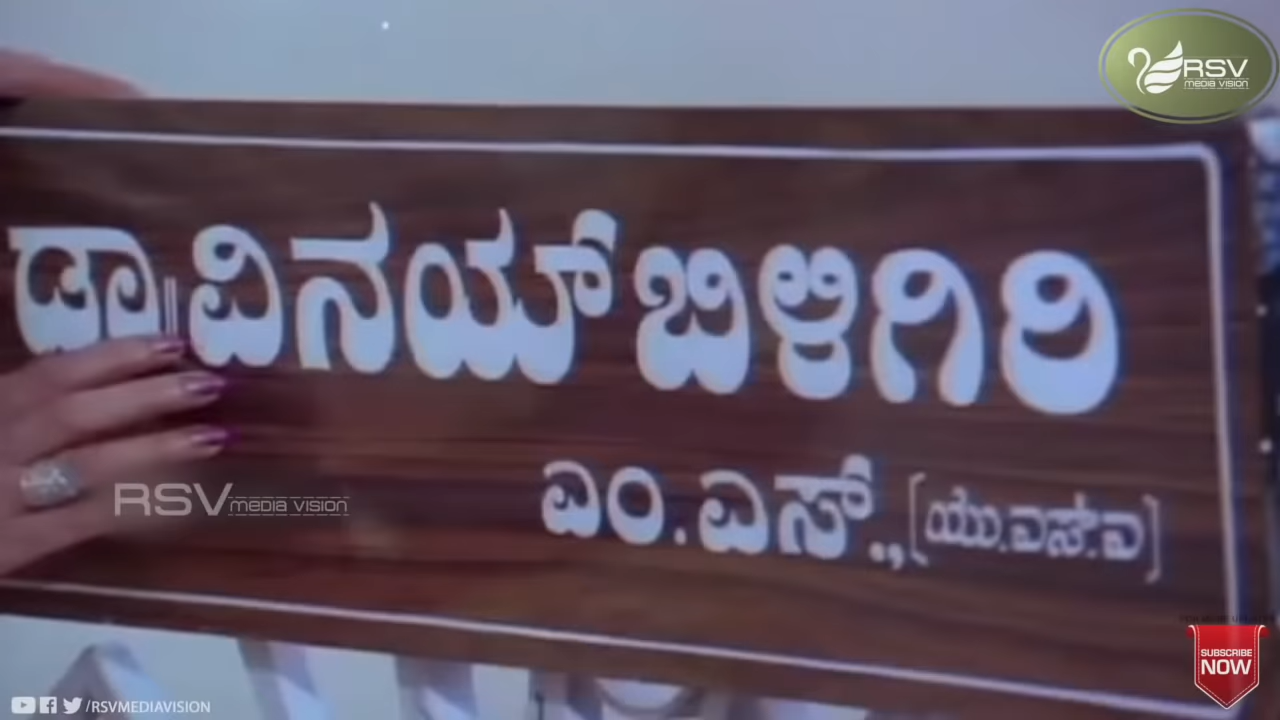 RSV
media vision
ಡಾ|| ವಿನಯ್ ಬಿಳಿಗಿರಿ
ಎಂ. ಎಸ್., [ಯು.ಎಸ್.ಎ]
RSV media vision
SUBSCRIBE
NOW
/RSVMEDIAVISION